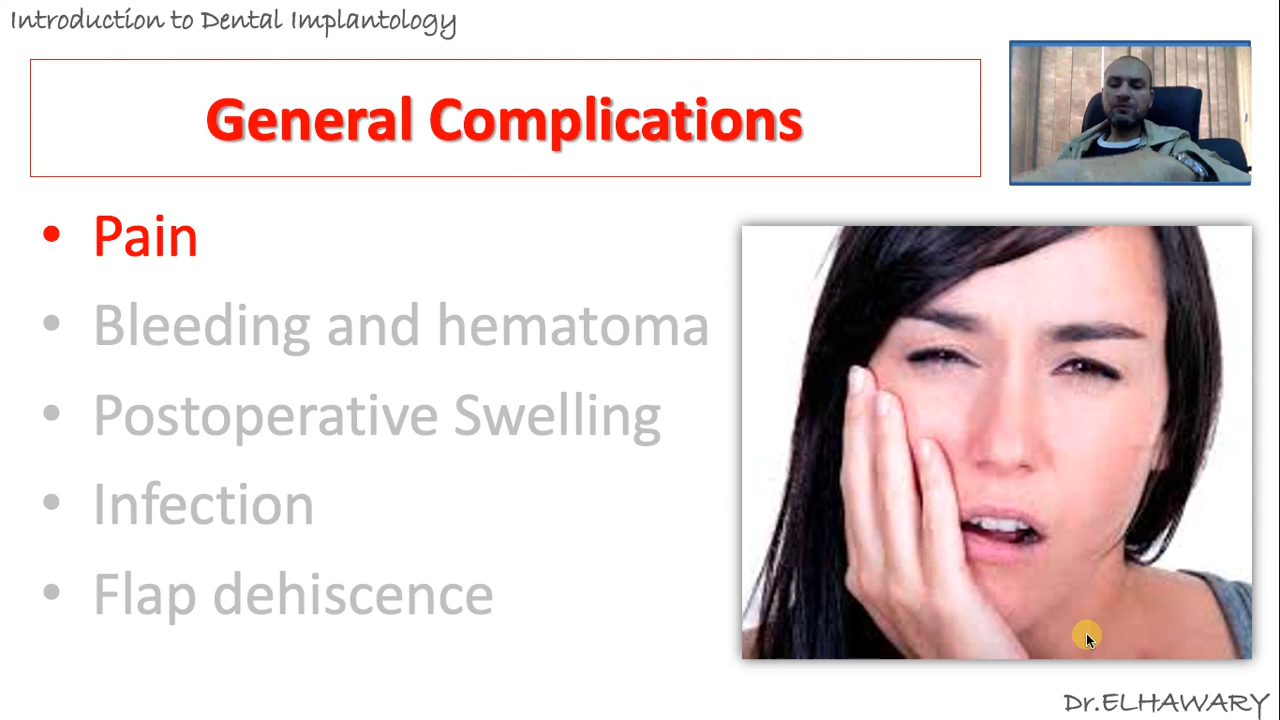 Introduction to Dental Implantology
General Complications
• Pain
• Bleeding and hematoma
• Postoperative Swelling
• Infection
• Flap dehiscence
Dr.ELHAWARY